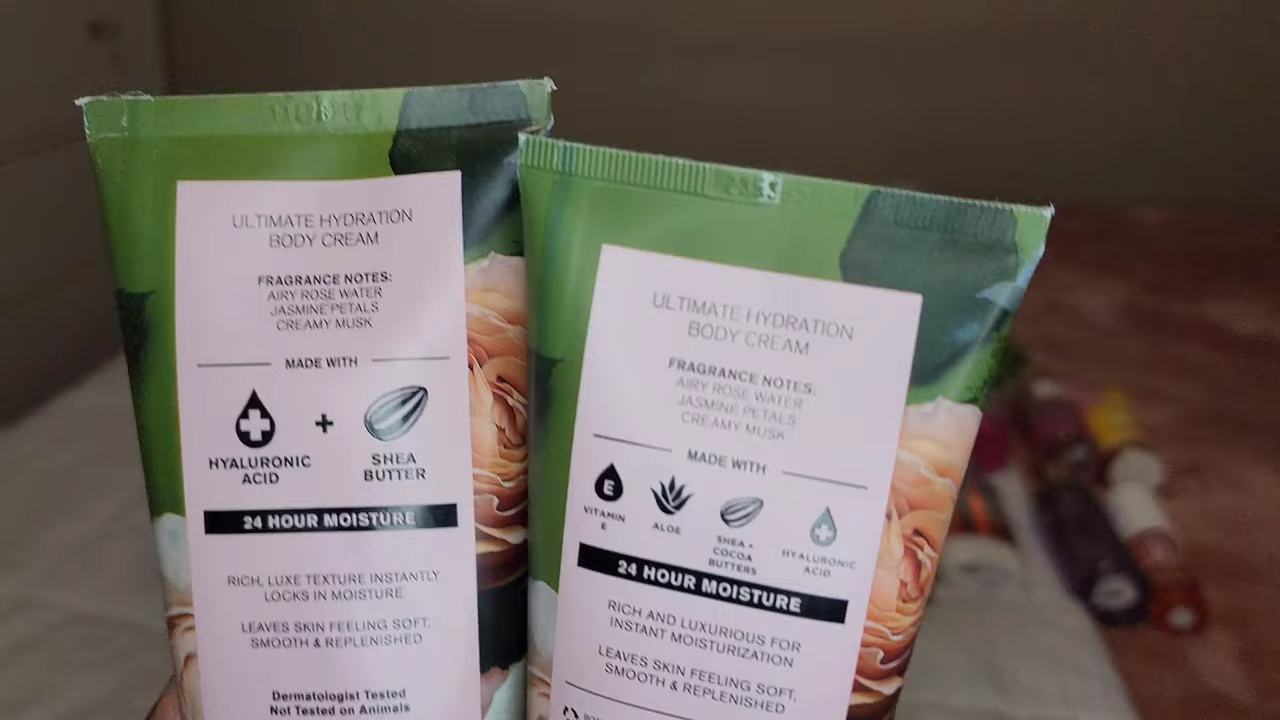 ULTIMATE HYDRATION
BODY CREAM
FRAGRANCE NOTES:
AIRY ROSE WATER
JASMINE PETALS
CREAMY MUSK
MADE WITH
HYALURONIC
ACID
+
SHEA
BUTTER
24 HOUR MOISTURE
RICH, LUXE TEXTURE INSTANTLY
LOCKS IN MOISTURE
LEAVES SKIN FEELING SOFT,
SMOOTH & REPLENISHED
Dermatologist Tested
Not Tested on Animals
ULTIMATE HYDRATION
BODY CREAM
FRAGRANCE NOTES:
AIRY ROSE WATER
JASMINE PETALS
CREAMY MUSK
MADE WITH
E
VITAMIN
E
ALOE
SHEA +
COCOA
BUTTERS
HYALURONIC
ACID
24 HOUR MOISTURE
RICH AND LUXURIOUS FOR
INSTANT MOISTURIZATION
LEAVES SKIN FEELING SOFT,
SMOOTH & REPLENISHED